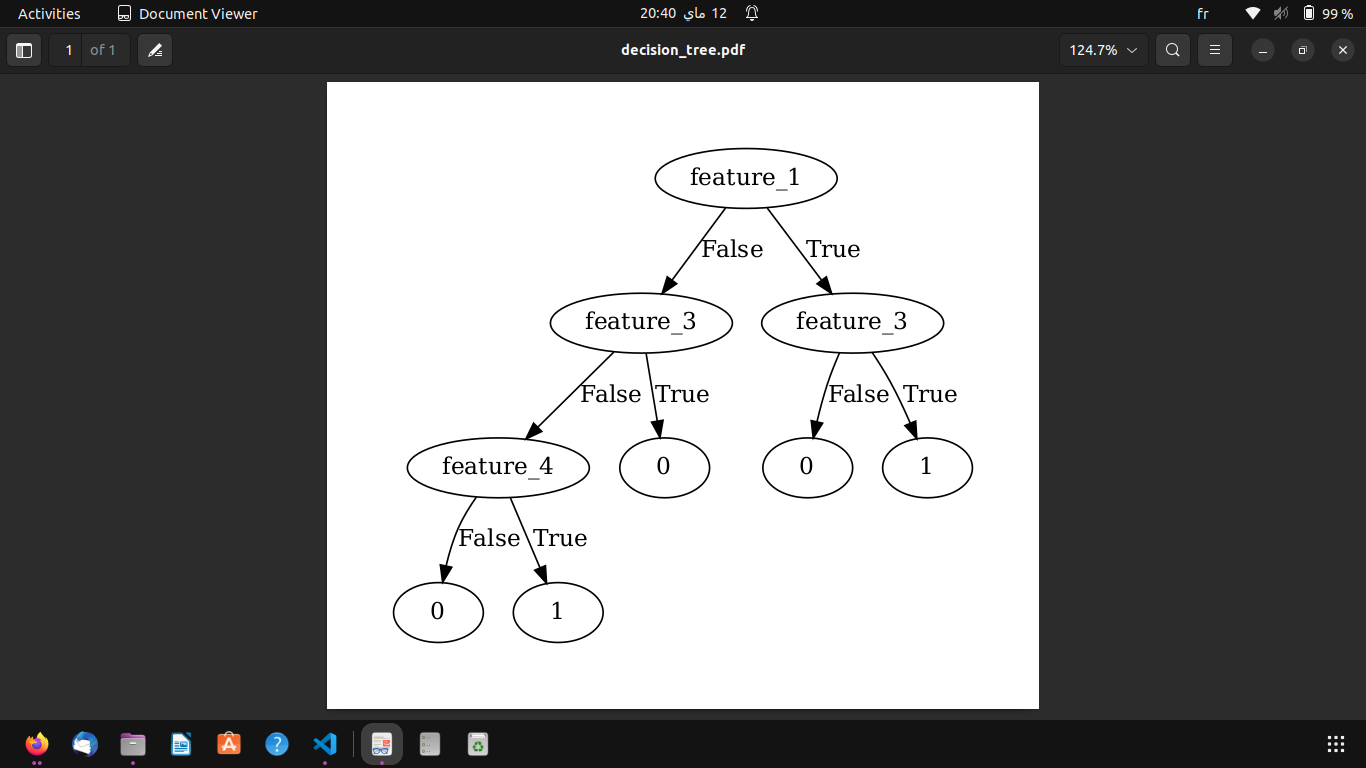 Activities Document Viewer 12 ماي 20:40 fr 99 %
1 of 1 decision_tree.pdf 124.7%
feature_1
False True
feature_3 feature_3
False True False True
feature_4 0 0 1
False True
0 1